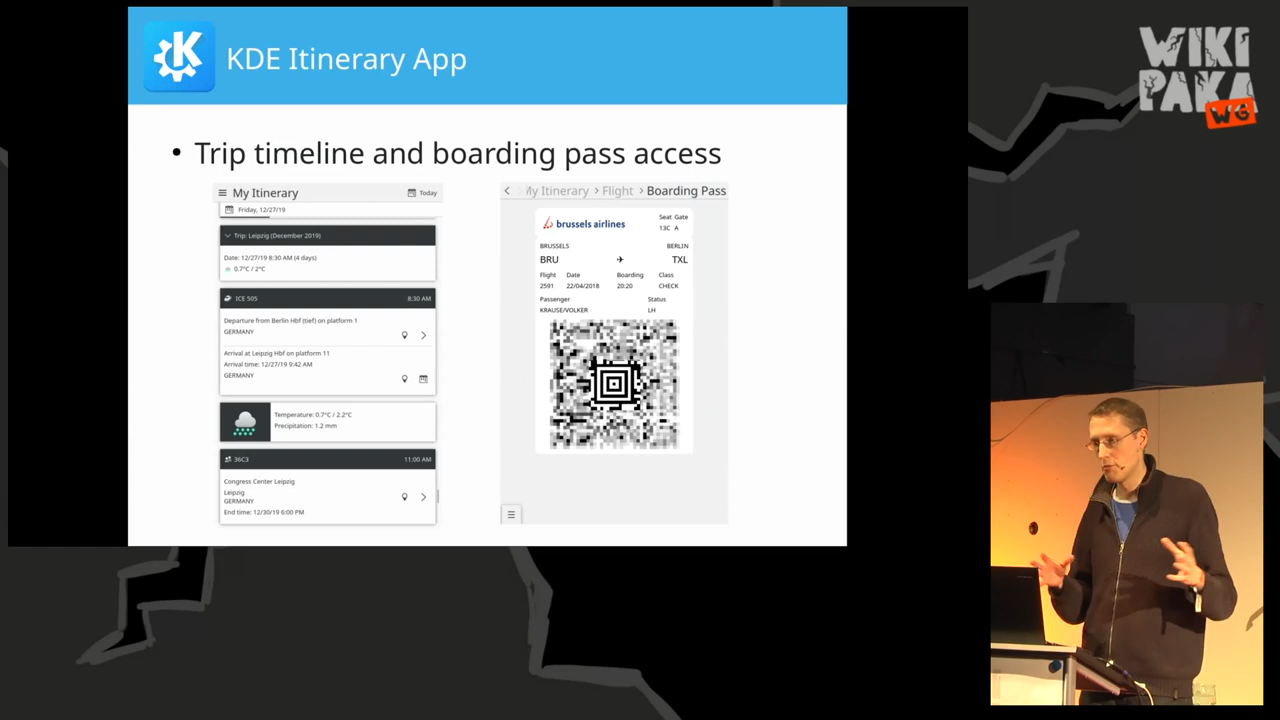 KDE Itinerary App
WIKI
PAKA
WG
• Trip timeline and boarding pass access
My Itinerary
Today
Friday, 12/27/19
Trip: Leipzig (December 2019)
Date: 12/27/19 8:30 AM (4 days)
0.7°C / 2°C
ICE 505
8:30 AM
Departure from Berlin Hbf (tief) on platform 1
GERMANY
Arrival at Leipzig Hbf on platform 11
Arrival time: 12/27/19 9:42 AM
GERMANY
Temperature: 0.7°C / 2.2°C
Precipitation: 1.2 mm
36C3
11:00 AM
Congress Center Leipzig
Leipzig
GERMANY
End time: 12/30/19 6:00 PM
My Itinerary > Flight > Boarding Pass
brussels airlines
Seat Gate
13C A
BRUSSELS BERLIN
BRU TXL
Flight Date Boarding Class
2591 22/04/2018 20:20 CHECK
Passenger Status
KRAUSE/VOLKER LH